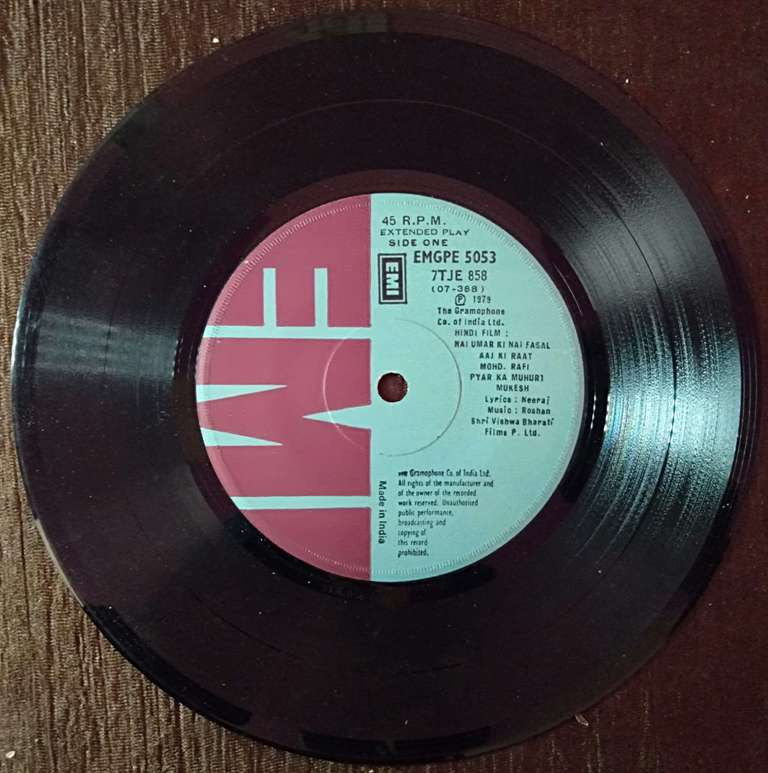 45 R.P.M.
EXTENDED PLAY
SIDE ONE
EMI
EMGPE 5053
7TJE 858
(07-368)
Ⓟ 1979
The Gramophone
Co. of India Ltd.
HINDI FILM :
NAI UMAR KI NAI FASAL
AAJ KI RAAT
MOHD. RAFI
PYAR KA MUHURT
MUKESH
Lyrics : Neeraj
Music : Roshan
Shri Vishwa Bharati
Films P. Ltd.
EMI
Made in India
The Gramophone Co. of India Ltd.
All rights of the manufacturer and
of the owner of the recorded
work reserved. Unauthorised
public performance,
broadcasting and
copying of
this record
prohibited.